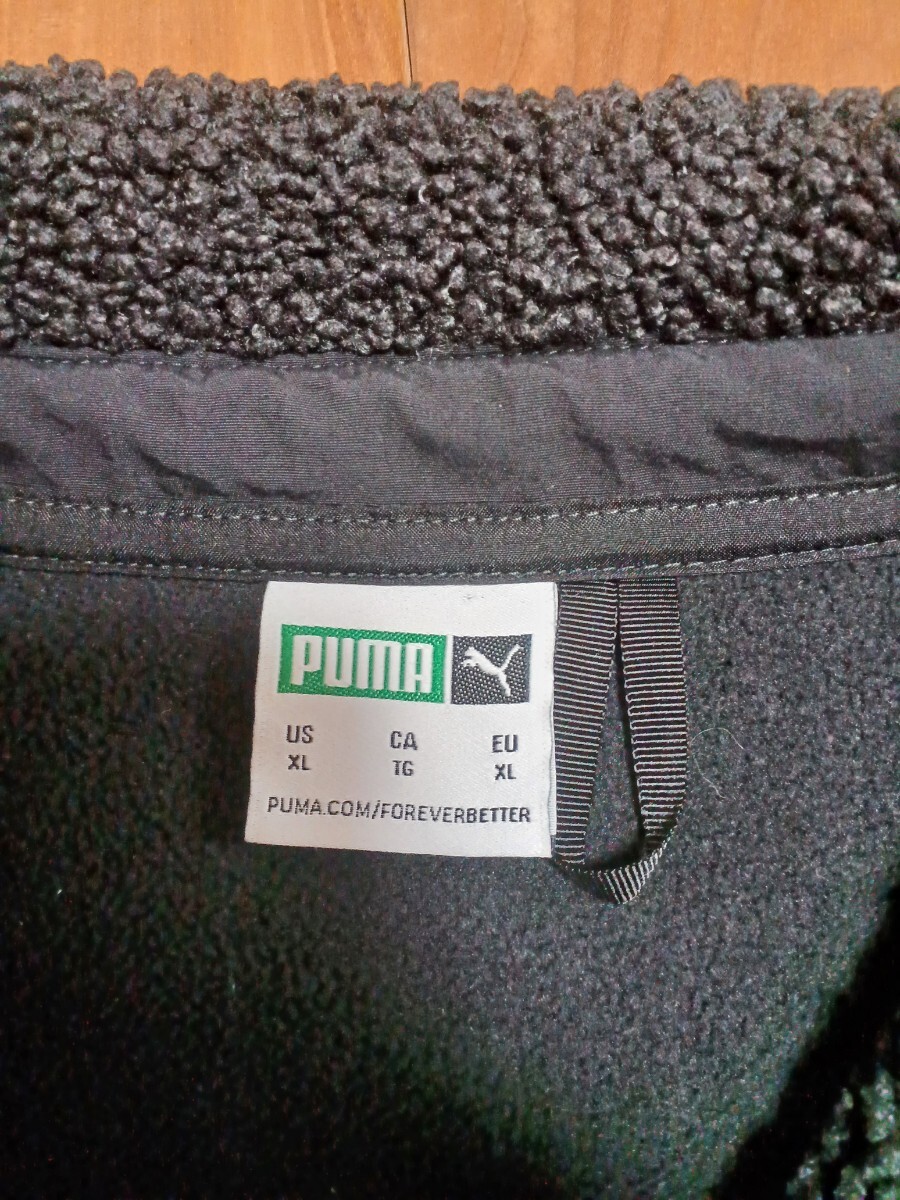 PUMA
US CA EU
XL TG XL
PUMA.COM/FOREVERBETTER